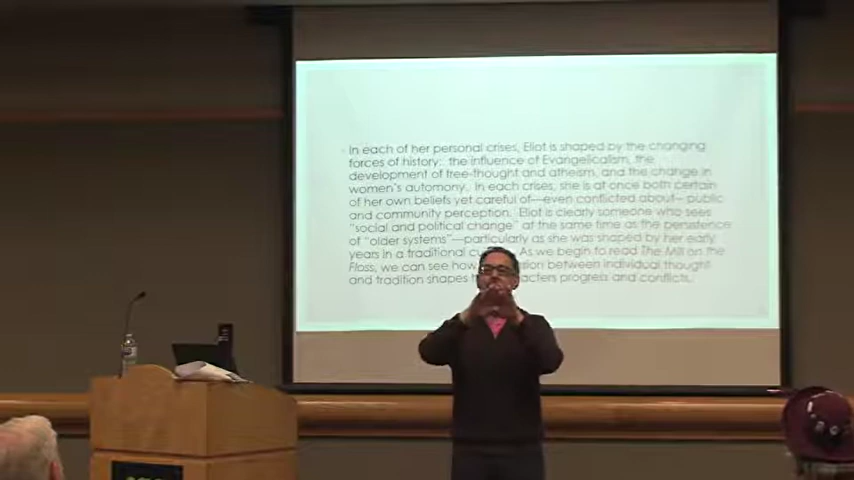 In each of her personal crises, Eliot is shaped by the changing
forces of history:  the influence of Evangelicalism, the
development of free-thought and atheism, and the change in
women's automony.  In each crises, she is at once both certain
of her own beliefs yet careful of—even conflicted about– public
and community perception.  Eliot is clearly someone who sees
"social and political change" at the same time as the persistence
of "older systems"—particularly as she was shaped by her early
years in a traditional As we begin to read The Mill on the
Floss, we can see how between individual thought
and tradition shapes progress and conflicts.